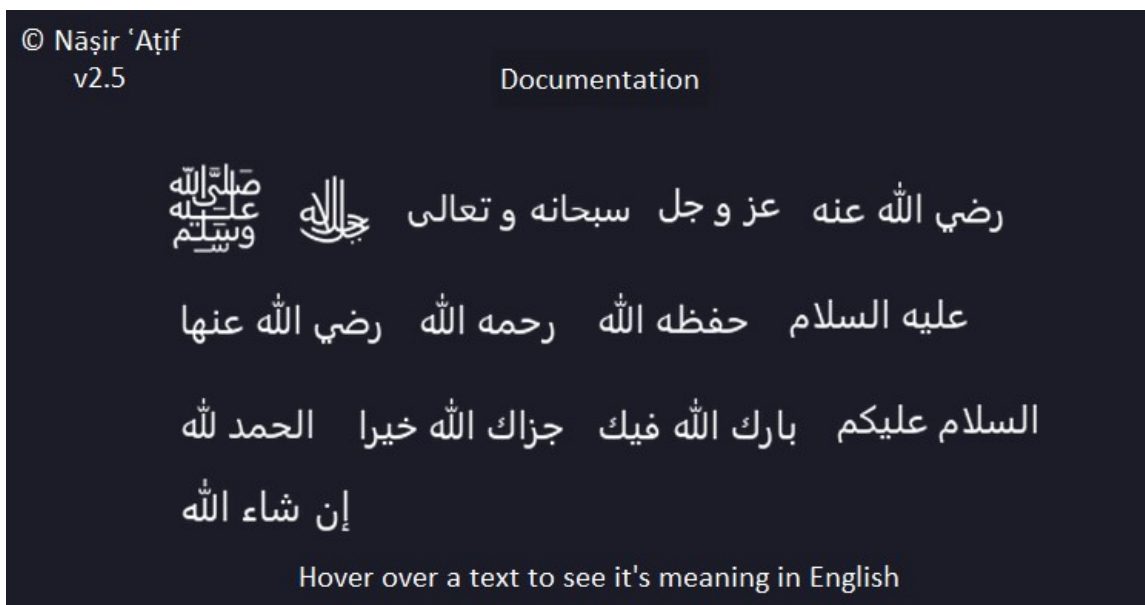 © Nāṣir ʻAṭif
v2.5
Documentation
رضي الله عنه عز و جل سبحانه و تعالى ﷻ ﷺ
عليه السلام حفظه الله رحمه الله رضي الله عنها
السلام عليكم بارك الله فيك جزاك الله خيرا الحمد لله
إن شاء الله
Hover over a text to see it's meaning in English